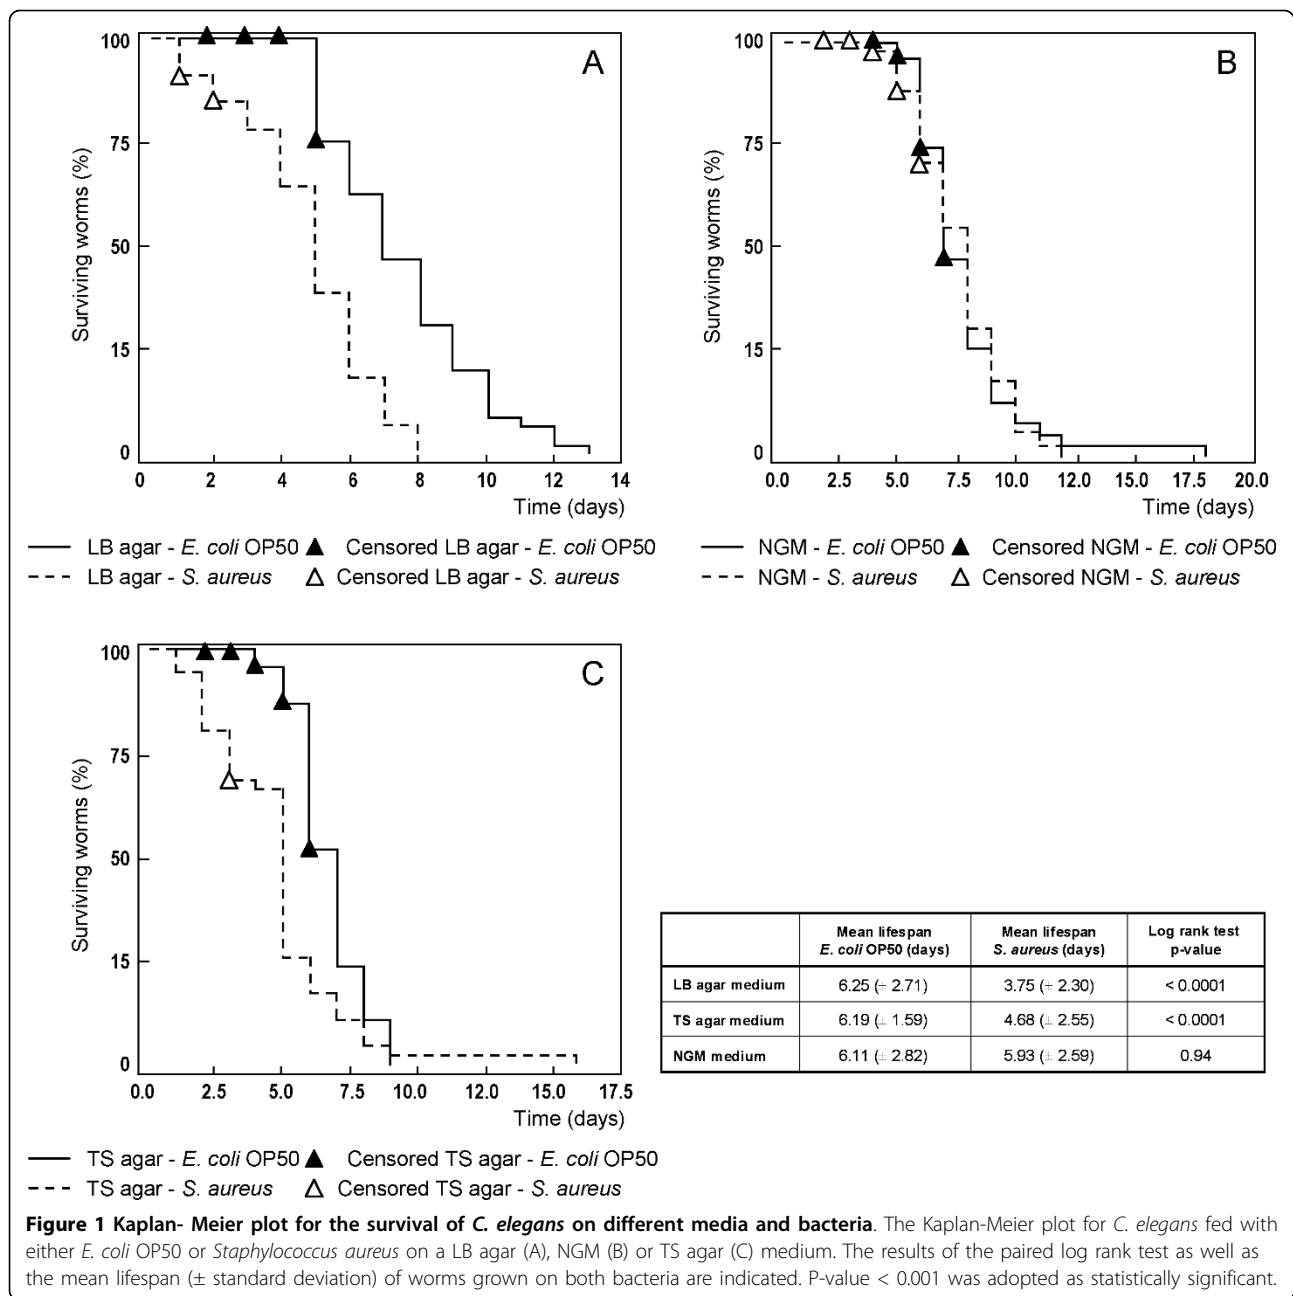 A
100
75
50
15
0
Surviving worms (%)
0 2 4 6 8 10 12 14
Time (days)
LB agar - E. coli OP50 Censored LB agar - E. coli OP50
LB agar - S. aureus Censored LB agar - S. aureus
B
100
75
50
15
0
Surviving worms (%)
0.0 2.5 5.0 7.5 10.0 12.0 15.0 17.5 20.0
Time (days)
NGM - E. coli OP50 Censored NGM - E. coli OP50
NGM - S. aureus Censored NGM - S. aureus
C
100
75
50
15
0
Surviving worms (%)
0.0 2.5 5.0 7.5 10.0 12.5 15.0 17.5
Time (days)
TS agar - E. coli OP50 Censored TS agar - E. coli OP50
TS agar - S. aureus Censored TS agar - S. aureus
Mean lifespan Mean lifespan Log rank test
E. coli OP50 (days) S. aureus (days) p-value
LB agar medium 6.25 (± 2.71) 3.75 (± 2.30) < 0.0001
TS agar medium 6.19 (± 1.59) 4.68 (± 2.55) < 0.0001
NGM medium 6.11 (± 2.82) 5.93 (± 2.59) 0.94
Figure 1 Kaplan- Meier plot for the survival of C. elegans on different media and bacteria. The Kaplan-Meier plot for C. elegans fed with
either E. coli OP50 or Staphylococcus aureus on a LB agar (A), NGM (B) or TS agar (C) medium. The results of the paired log rank test as well as
the mean lifespan (± standard deviation) of worms grown on both bacteria are indicated. P-value < 0.001 was adopted as statistically significant.